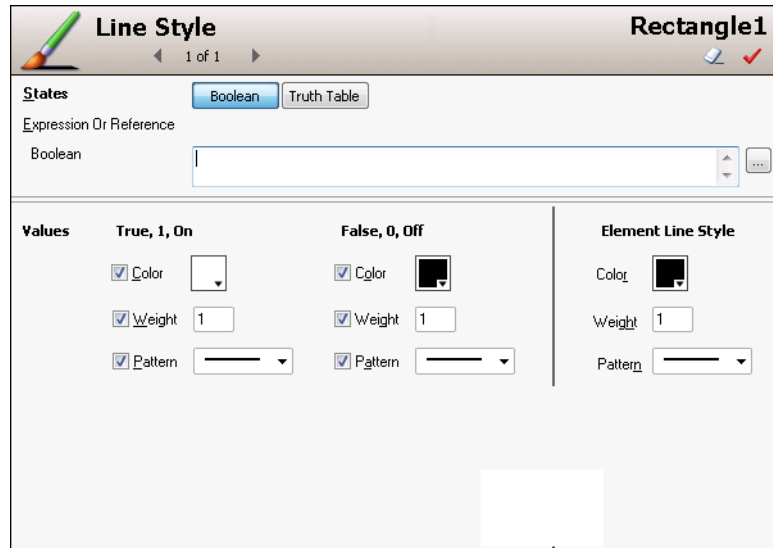 Line Style
Rectangle1
1 of 1
States
Boolean
Truth Table
Expression Or Reference
Boolean
...
Values
True, 1, On
False, 0, Off
Element Line Style
Color
Color
Color
Weight 1
Weight 1
Weight 1
Pattern
Pattern
Pattern